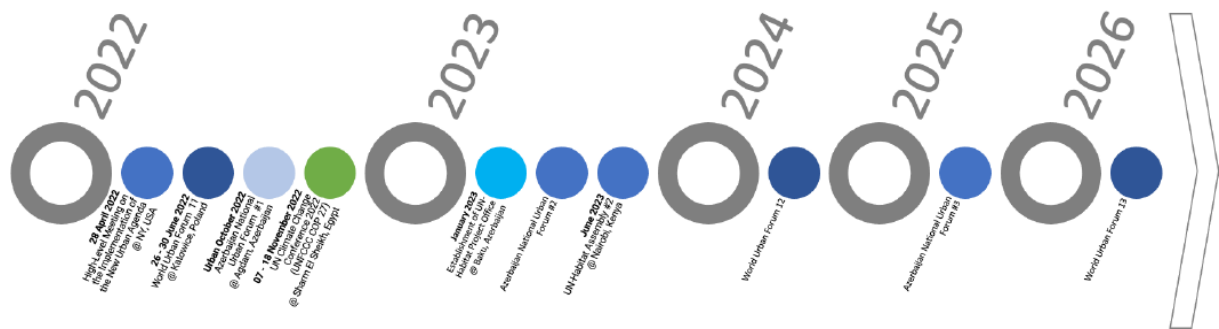 2022
28 April 2022
High-Level Meeting on
the Implementation of
the New Urban Agenda
@ NY, USA
26 - 30 June 2022
World Urban Forum 11
@ Katowice, Poland
Urban October 2022
Azerbaijan National
Urban Forum #1
@ Agdam, Azerbaijan
07 - 18 November 2022
UN Climate Change
Conference 2022
(UNFCCC COP 27)
@ Sharm El Sheikh, Egypt
2023
January 2023
Establishment of UN-
Habitat Project Office
@ Baku, Azerbaijan
Azerbaijan National Urban
Forum #2
June 2023
UN-Habitat Assembly #2
@ Nairobi, Kenya
2024
World Urban Forum 12
2025
Azerbaijan National Urban
Forum #3
2026
World Urban Forum 13